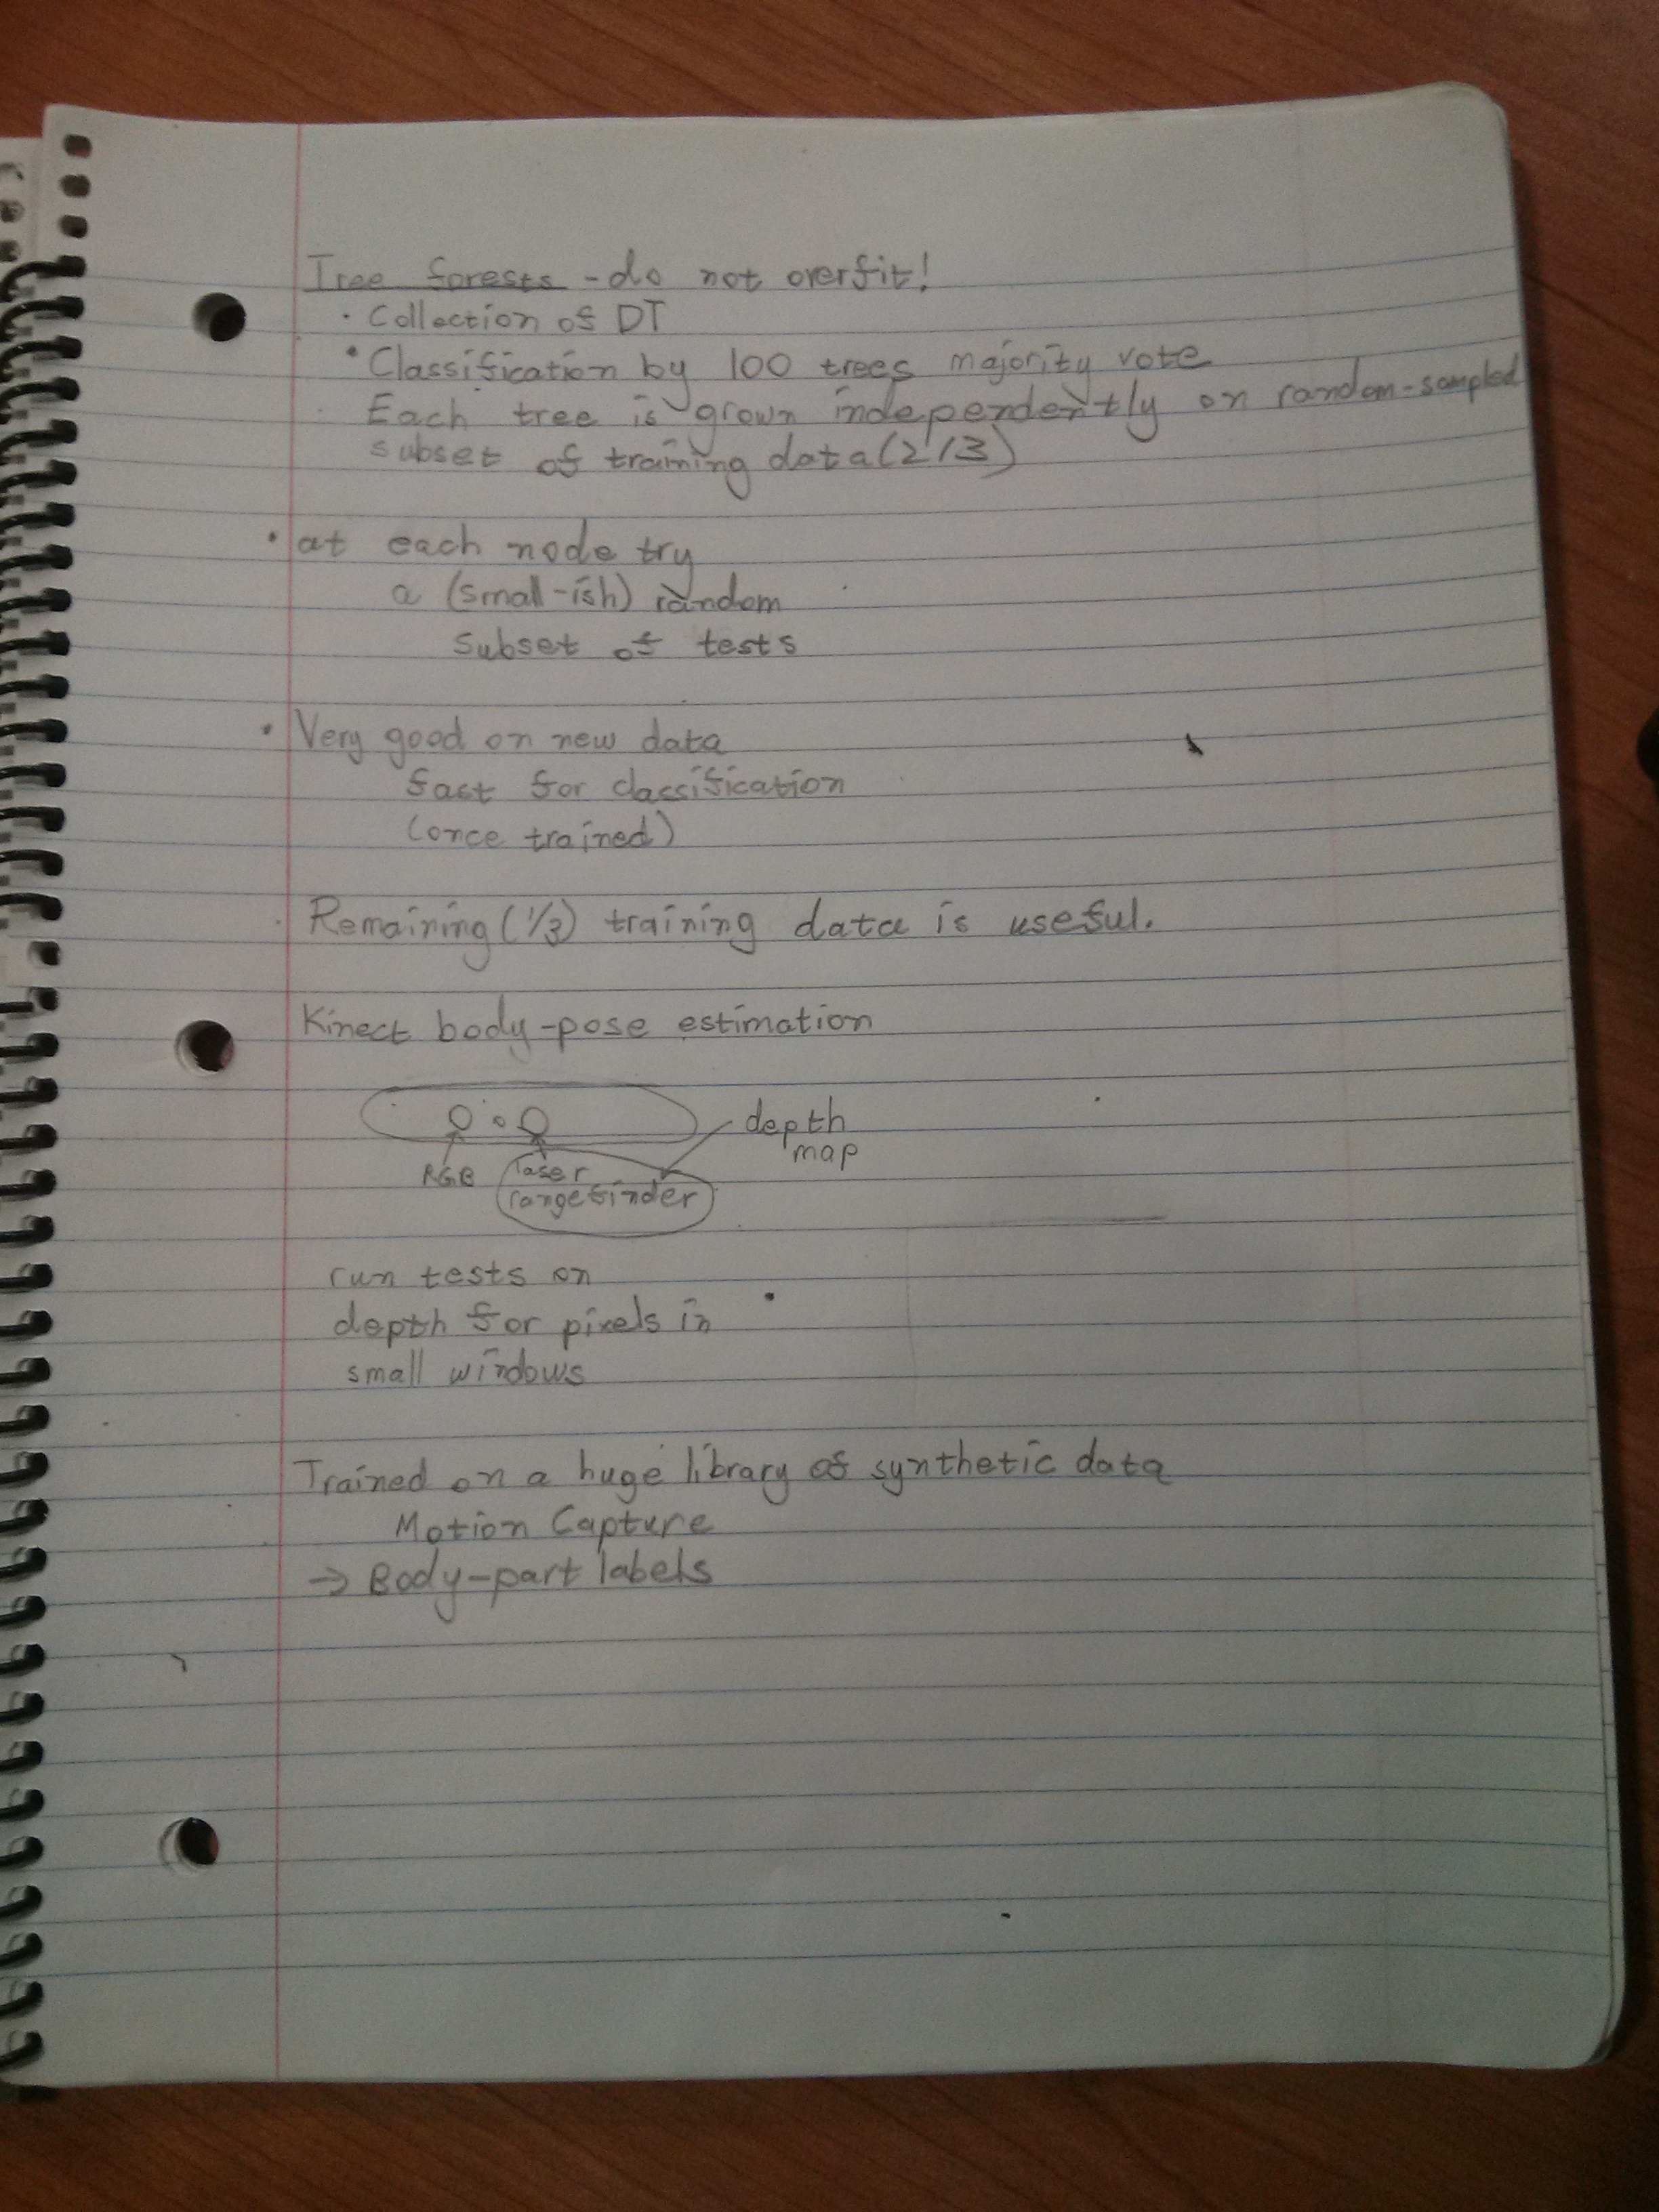 Tree forests - do not overfit!
· Collection of DT
· Classification by 100 trees majority vote
· Each tree is grown independently on random-sampled
subset of training data (2/3)
· at each node try
a (small-ish) random
subset of tests
· Very good on new data
fast for classification
(once trained)
· Remaining (1/3) training data is useful.
Kinect body-pose estimation
depth
map
RGB laser
rangefinder
run tests on
depth for pixels in
small windows
Trained on a huge library of synthetic data
Motion Capture
→ Body-part labels